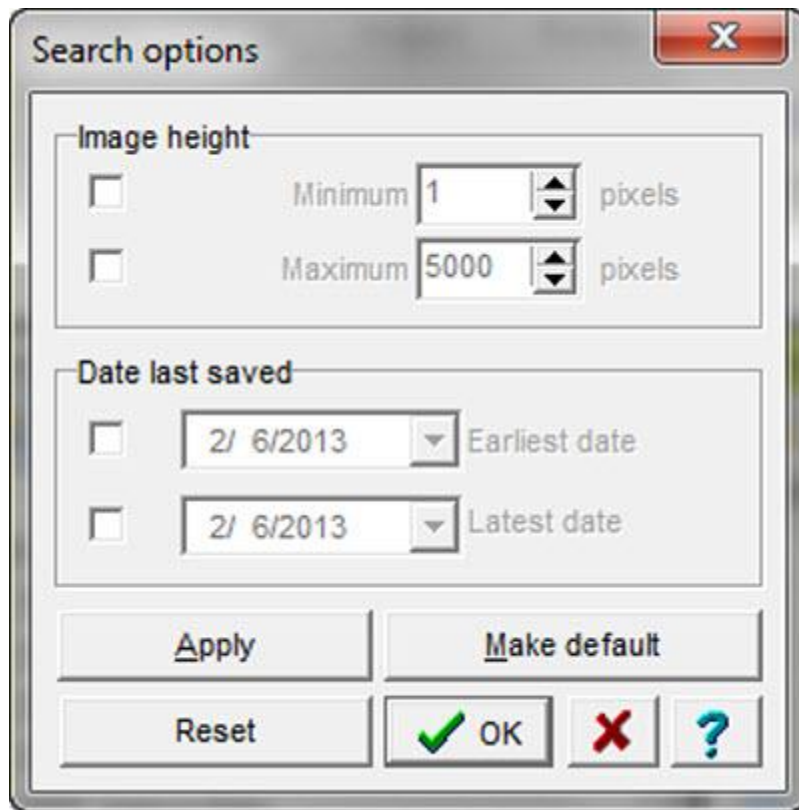 Search options
Image height
Minimum 1 pixels
Maximum 5000 pixels
Date last saved
2/ 6/2013 Earliest date
2/ 6/2013 Latest date
Apply Make default
Reset OK ?